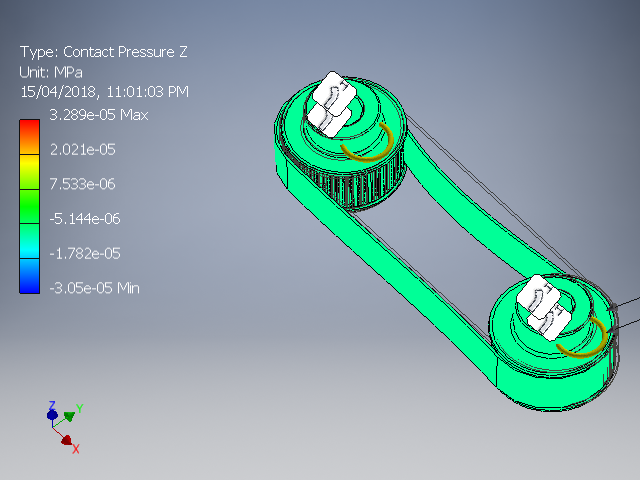 Type: Contact Pressure Z
Unit: MPa
15/04/2018, 11:01:03 PM
3.289e-05 Max
2.021e-05
7.533e-06
-5.144e-06
-1.782e-05
-3.05e-05 Min
Z
Y
X